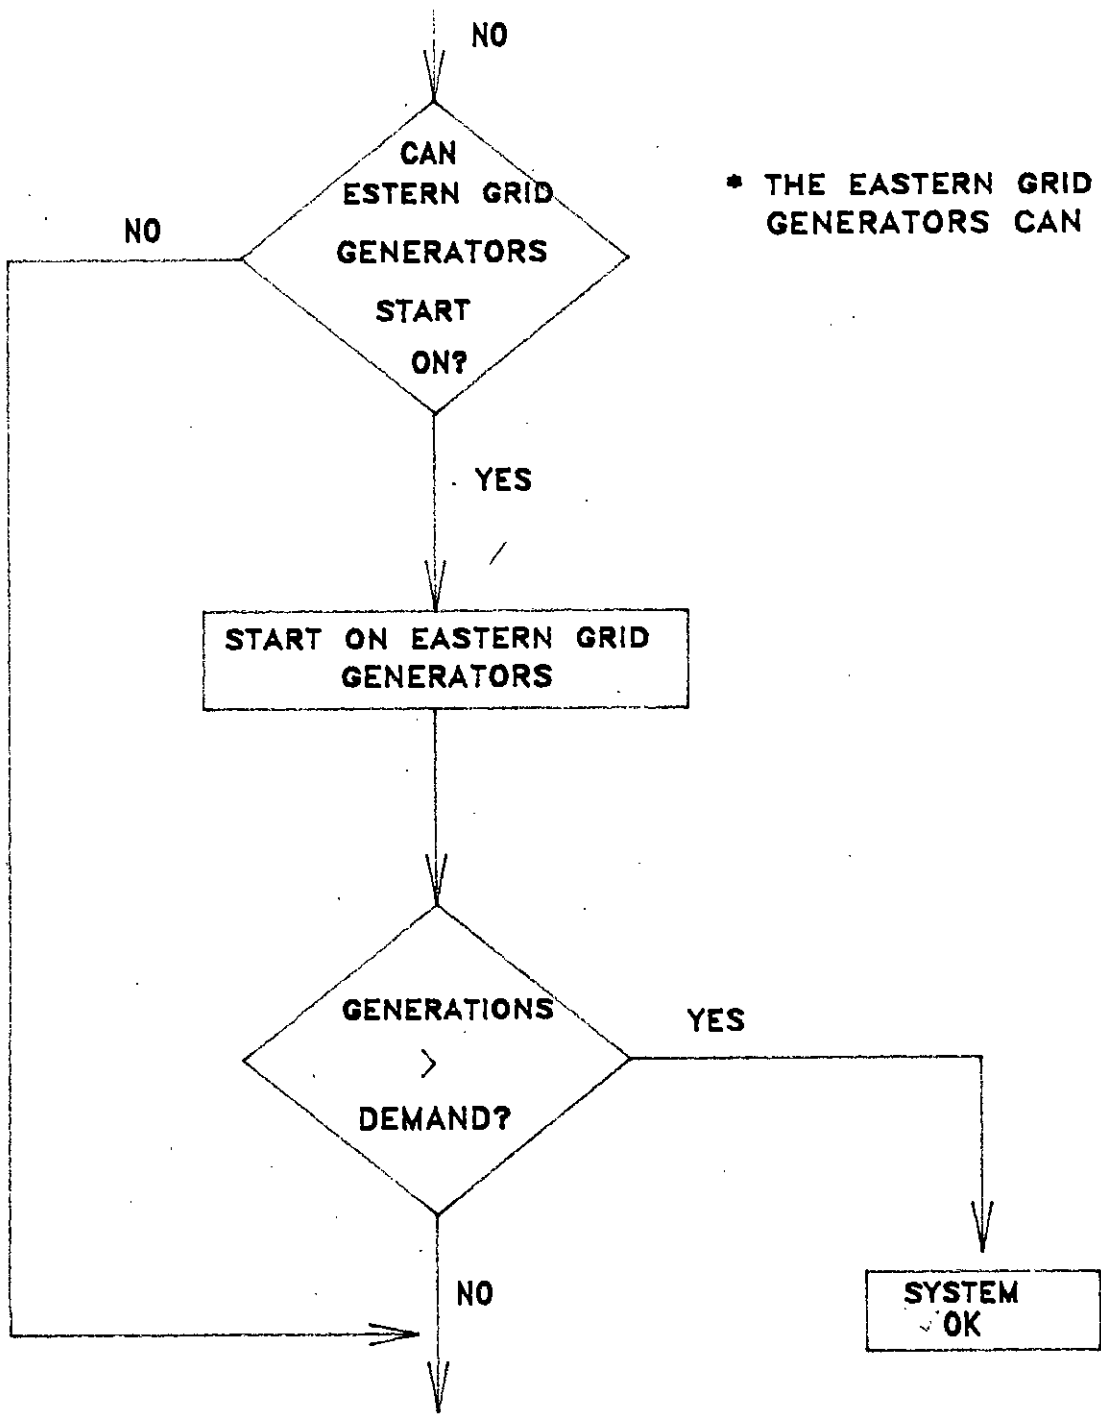 NO
CAN
ESTERN GRID
GENERATORS
START
ON?
* THE EASTERN GRID
GENERATORS CAN
NO
YES
START ON EASTERN GRID
GENERATORS
GENERATIONS
>
DEMAND?
YES
NO
SYSTEM
OK